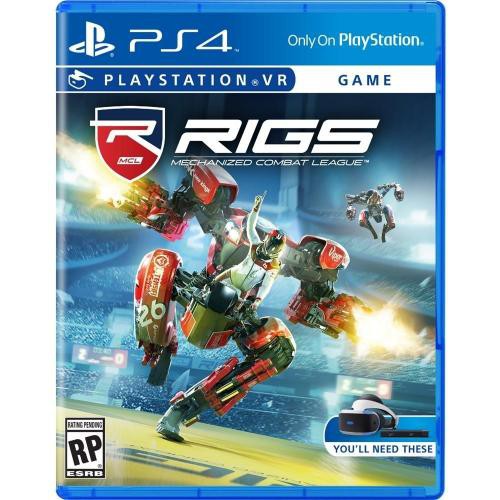 PS4
Only On PlayStation.
PLAYSTATION®VR GAME
R
MCL
RIGS
MECHANIZED COMBAT LEAGUE™
26
RATING PENDING
RP
ESRB
YOU'LL NEED THESE